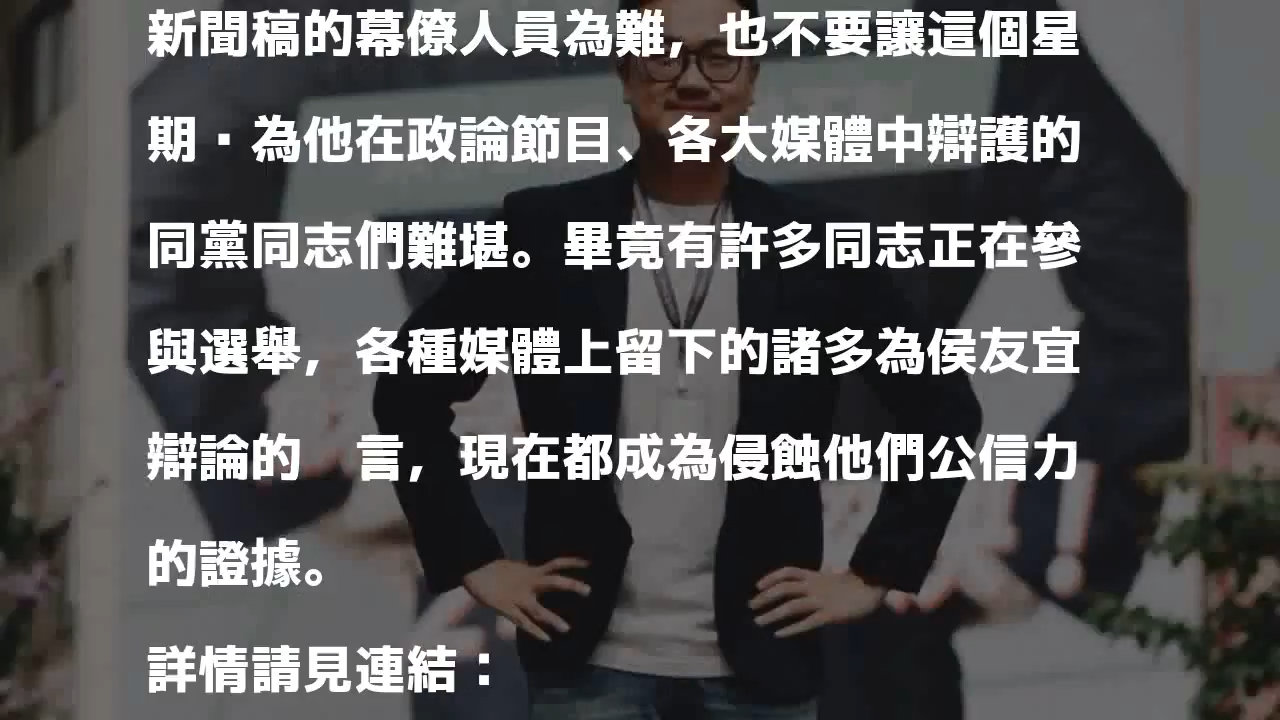 新聞稿的幕僚人員為難，也不要讓這個星
期·為他在政論節目、各大媒體中辯護的
同黨同志們難堪。畢竟有許多同志正在參
與選舉，各種媒體上留下的諸多為侯友宜
辯論的　言，現在都成為侵蝕他們公信力
的證據。
詳情請見連結：